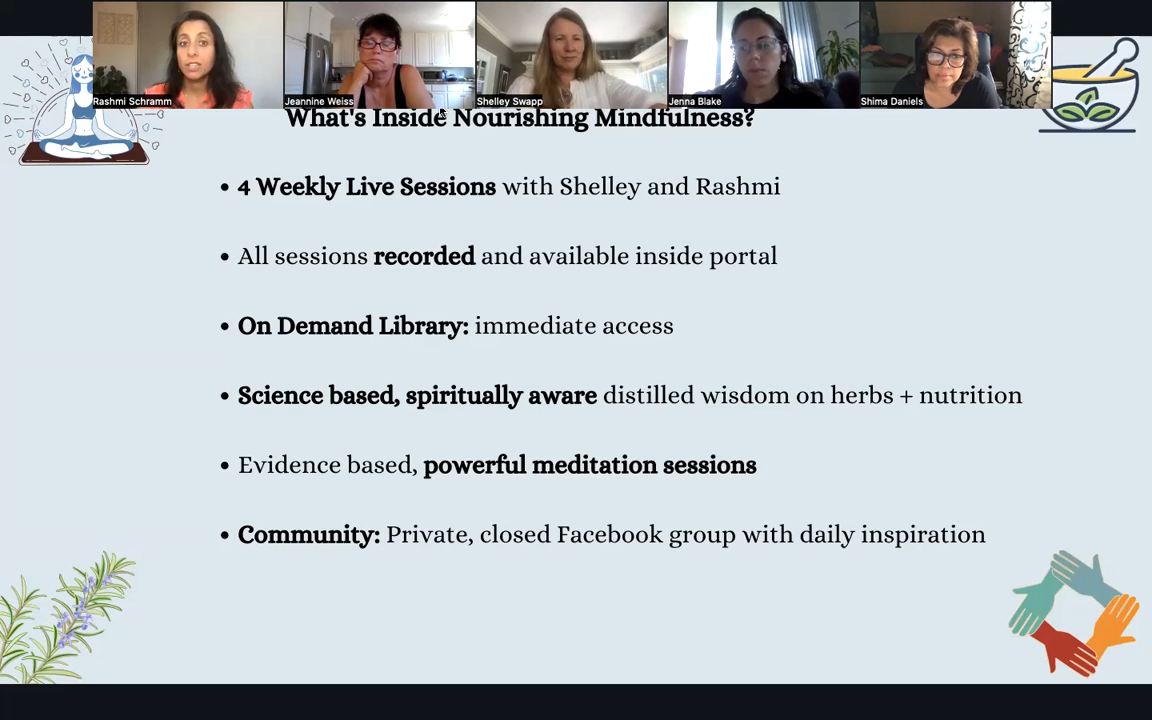 Rashmi Schramm
Jeannine Weiss
Shelley Swapp
Jenna Blake
Shima Daniels
What's Inside Nourishing Mindfulness?
• 4 Weekly Live Sessions with Shelley and Rashmi
• All sessions recorded and available inside portal
• On Demand Library: immediate access
• Science based, spiritually aware distilled wisdom on herbs + nutrition
• Evidence based, powerful meditation sessions
• Community: Private, closed Facebook group with daily inspiration